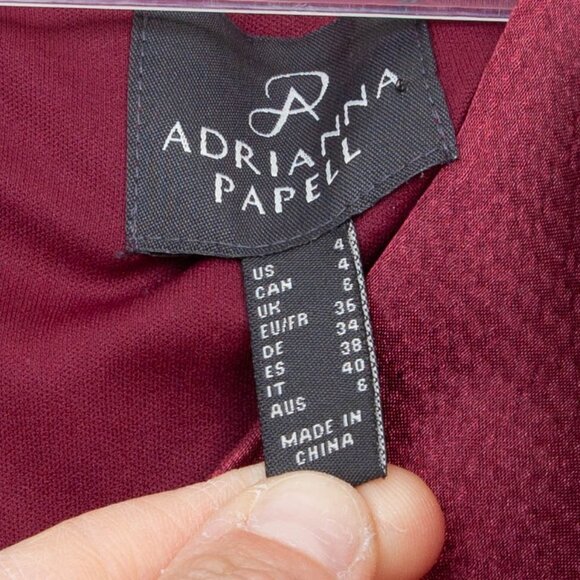 ADRIANNA
PAPELL
US 4
CAN 4
UK 8
EU/FR 36
DE 34
ES 38
IT 40
AUS 8
MADE IN
CHINA